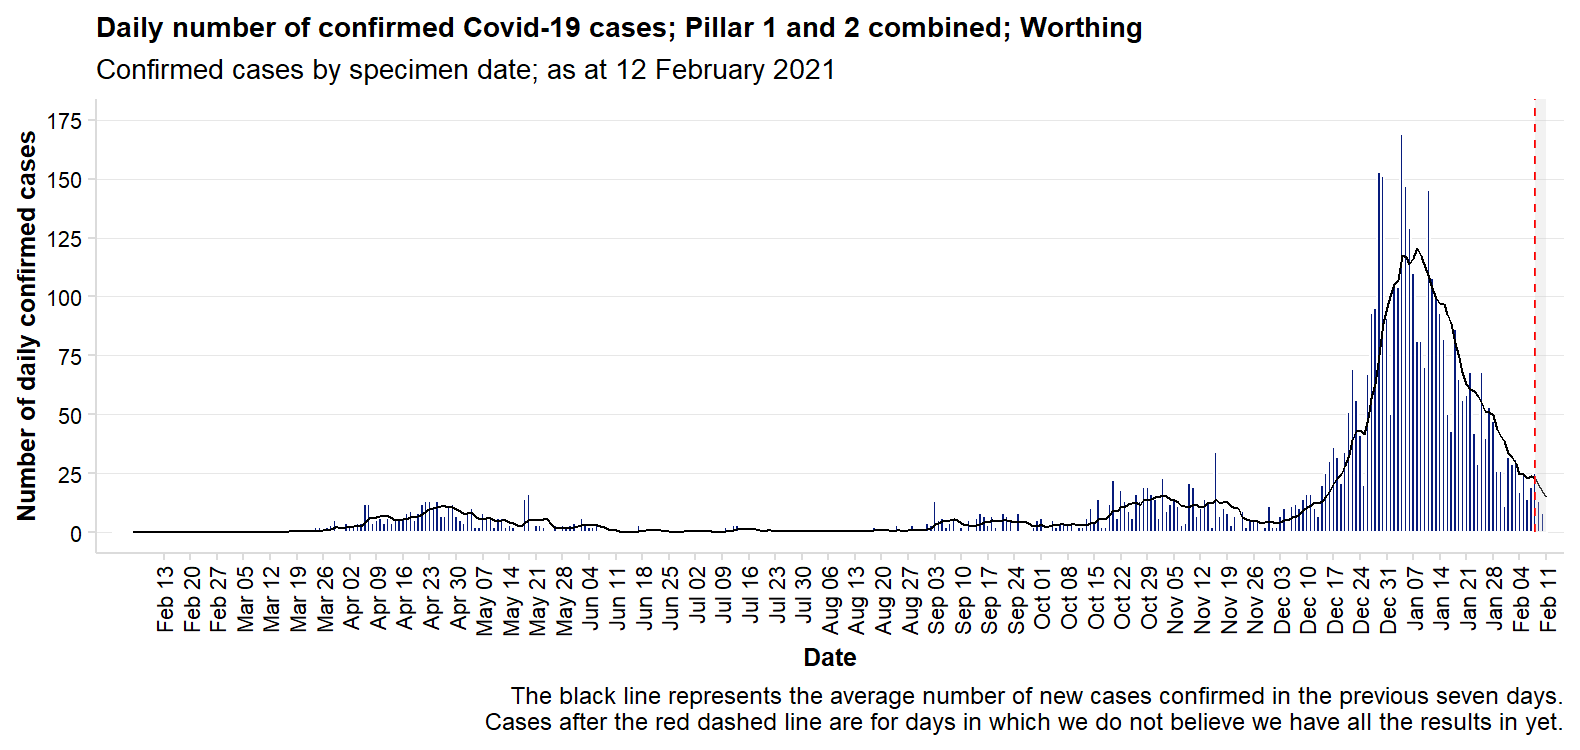 Daily number of confirmed Covid-19 cases; Pillar 1 and 2 combined; Worthing
Confirmed cases by specimen date; as at 12 February 2021
Number of daily confirmed cases
175
150
125
100
75
50
25
0
Feb 13
Feb 20
Feb 27
Mar 05
Mar 12
Mar 19
Mar 26
Apr 02
Apr 09
Apr 16
Apr 23
Apr 30
May 07
May 14
May 21
May 28
Jun 04
Jun 11
Jun 18
Jun 25
Jul 02
Jul 09
Jul 16
Jul 23
Jul 30
Aug 06
Aug 13
Aug 20
Aug 27
Sep 03
Sep 10
Sep 17
Sep 24
Oct 01
Oct 08
Oct 15
Oct 22
Oct 29
Nov 05
Nov 12
Nov 19
Nov 26
Dec 03
Dec 10
Dec 17
Dec 24
Dec 31
Jan 07
Jan 14
Jan 21
Jan 28
Feb 04
Feb 11
Date
The black line represents the average number of new cases confirmed in the previous seven days.
Cases after the red dashed line are for days in which we do not believe we have all the results in yet.